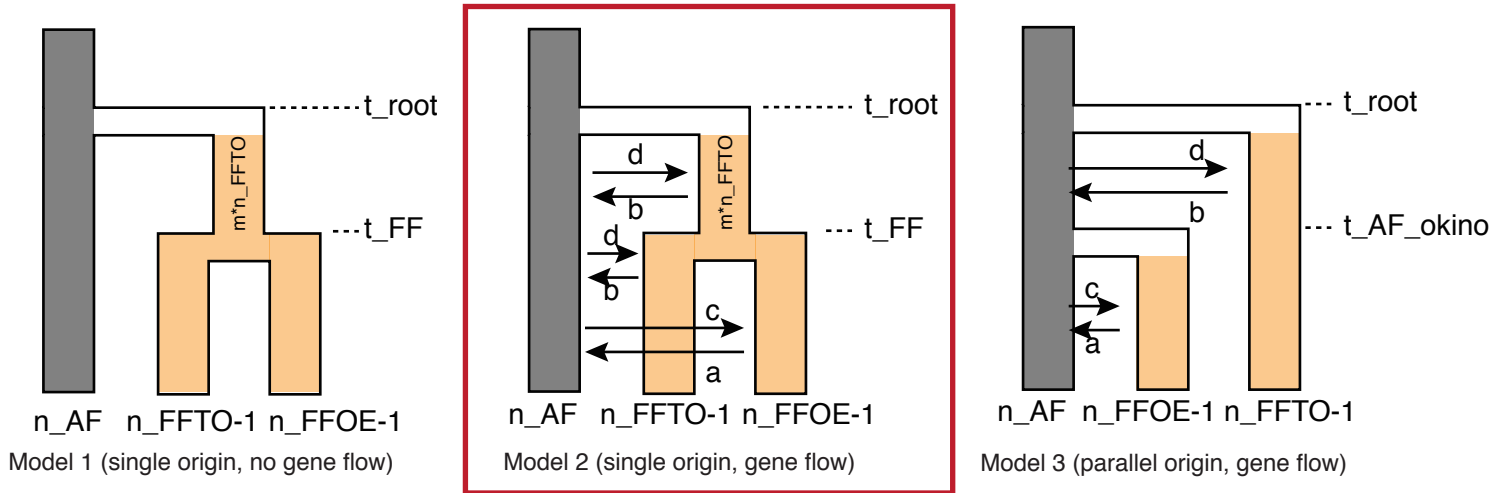 t_root
m*n_FFTO
t_FF
n_AF n_FFTO-1 n_FFOE-1
Model 1 (single origin, no gene flow)
t_root
d
m*n_FFTO
b
t_FF
d
b
c
a
n_AF n_FFTO-1 n_FFOE-1
Model 2 (single origin, gene flow)
t_root
d
b
t_AF_okino
c
a
n_AF n_FFOE-1 n_FFTO-1
Model 3 (parallel origin, gene flow)